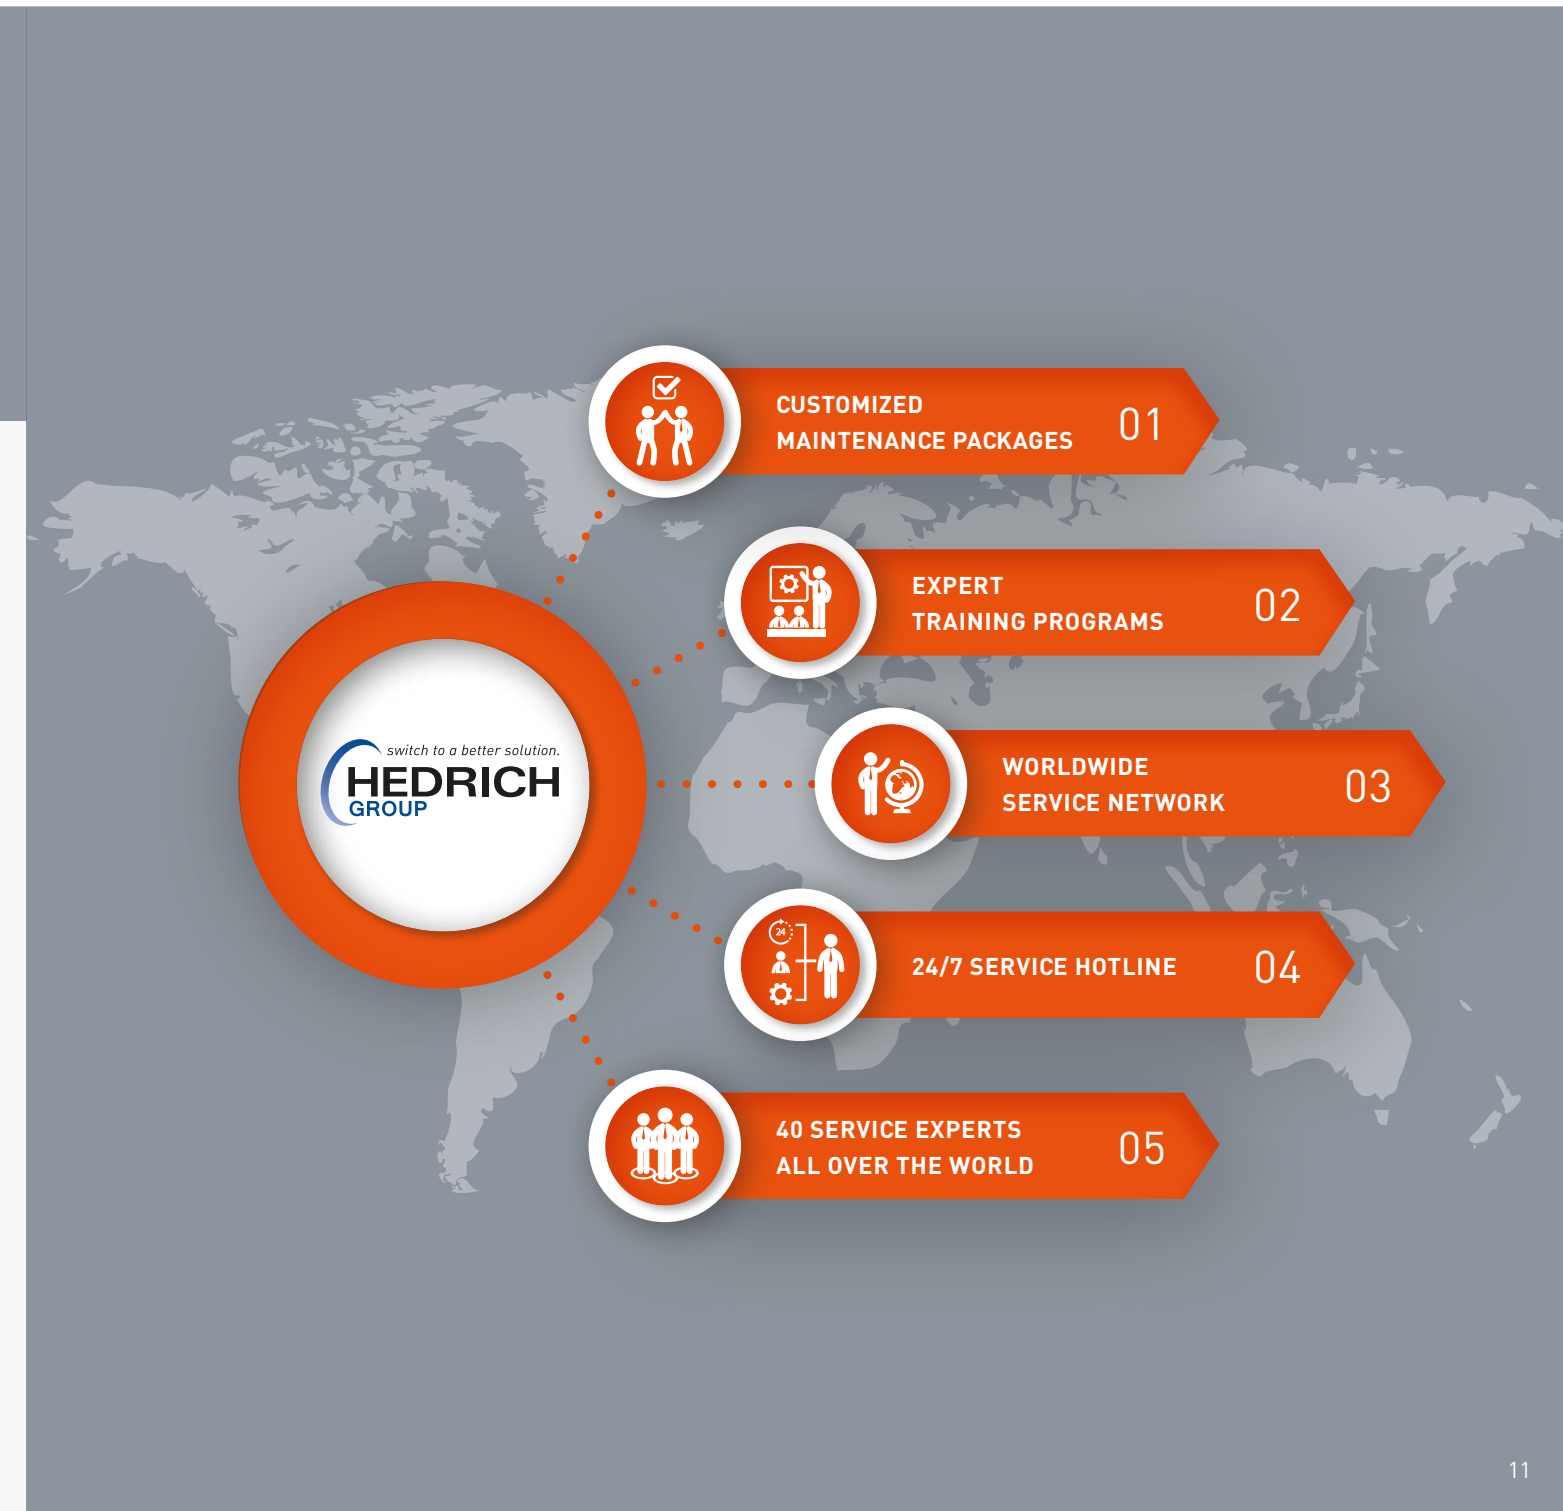 CUSTOMIZED
MAINTENANCE PACKAGES
01
EXPERT
TRAINING PROGRAMS
02
switch to a better solution.
HEDRICH
GROUP
WORLDWIDE
SERVICE NETWORK
03
24
24/7 SERVICE HOTLINE
04
40 SERVICE EXPERTS
ALL OVER THE WORLD
05
11